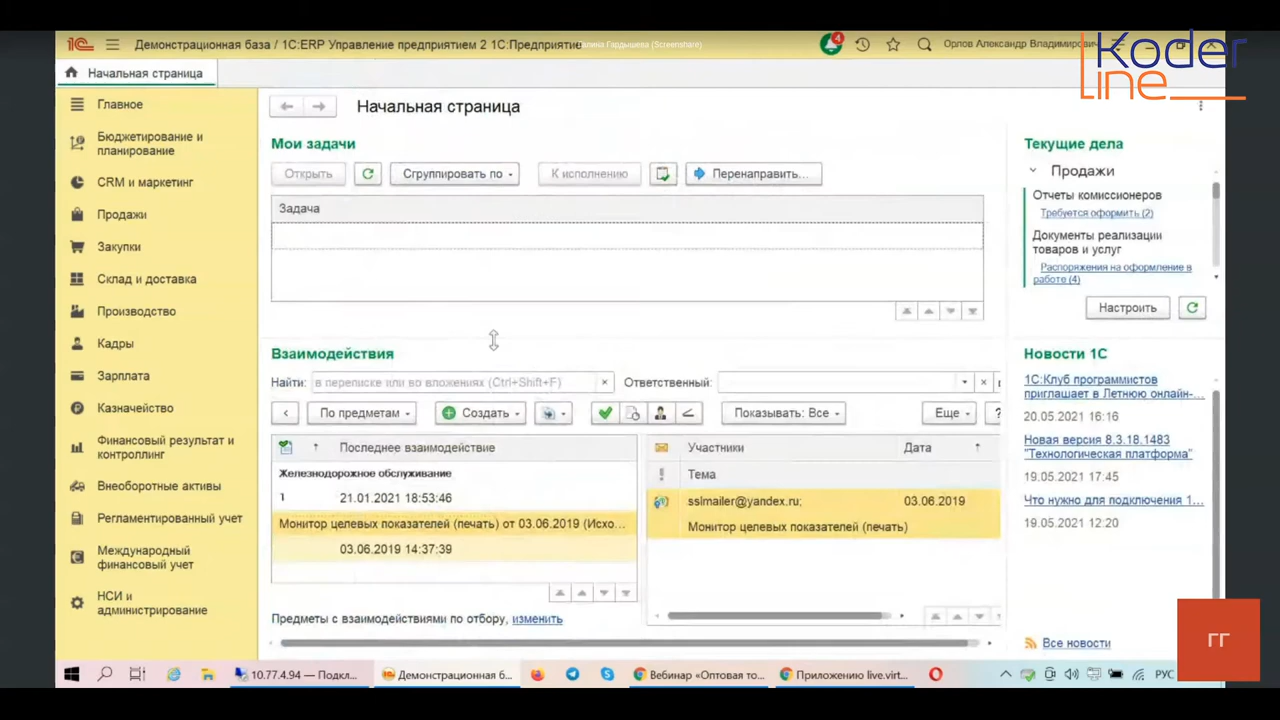 Демонстрационная база / 1С:ERP Управление предприятием 2 1С:Предприятие
Галина Гардышева (Screenshare)
4
Орлов Александр Владимирович
Koder
Line
Начальная страница
Главное
Бюджетирование и
планирование
CRM и маркетинг
Продажи
Закупки
Склад и доставка
Производство
Кадры
Зарплата
Казначейство
Финансовый результат и
контроллинг
Внеоборотные активы
Регламентированный учет
Международный
финансовый учет
НСИ и
администрирование
Начальная страница
Мои задачи
Открыть
Сгруппировать по
К исполнению
Перенаправить...
Задача
Взаимодействия
Найти:
в переписке или во вложениях (Ctrl+Shift+F)
Ответственный:
По предметам
Создать
Показывать: Все
Еще
?
Последнее взаимодействие
Железнодорожное обслуживание
1
21.01.2021 18:53:46
Монитор целевых показателей (печать) от 03.06.2019 (Исхо...
03.06.2019 14:37:39
Участники
Дата
Тема
sslmailer@yandex.ru;
03.06.2019
Монитор целевых показателей (печать)
Предметы с взаимодействиями по отбору, изменить
Текущие дела
Продажи
Отчеты комиссионеров
Требуется оформить (2)
Документы реализации
товаров и услуг
Распоряжения на оформление в
работе (4)
Настроить
Новости 1С
1С:Клуб программистов
приглашает в Летнюю онлайн-...
20.05.2021 16:16
Новая версия 8.3.18.1483
"Технологическая платформа"
19.05.2021 17:45
Что нужно для подключения 1...
19.05.2021 12:20
Все новости
ГГ
10.77.4.94 — Подкл...
Демонстрационная б...
Вебинар «Оптовая то...
Приложению live.virt...
РУС